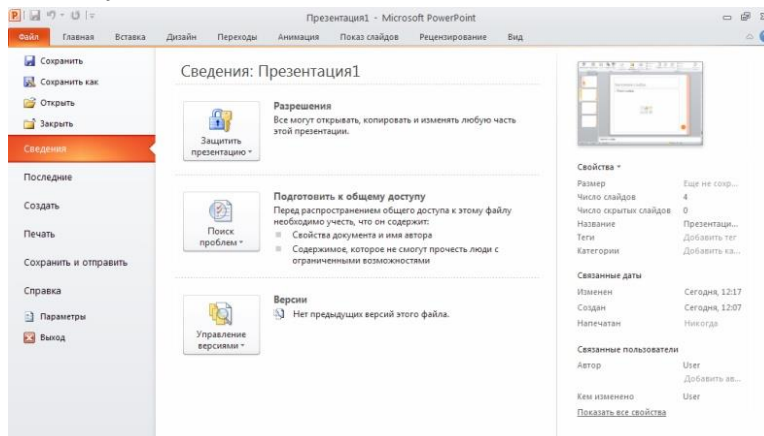 Презентация1 - Microsoft PowerPoint
Файл Главная Вставка Дизайн Переходы Анимация Показ слайдов Рецензирование Вид
Сохранить
Сохранить как
Открыть
Закрыть
Сведения
Последние
Создать
Печать
Сохранить и отправить
Справка
Параметры
Выход
Сведения: Презентация1
Защитить
презентацию
Разрешения
Все могут открывать, копировать и изменять любую часть
этой презентации.
Поиск
проблем
Подготовить к общему доступу
Перед распространением общего доступа к этому файлу
необходимо учесть, что он содержит:
Свойства документа и имя
автора
Содержимое, которое не смогут прочесть люди с
ограниченными возможностями
Управление
версиями
Версии
Нет предыдущих версий этого файла.
Свойства
Размер Еще не сохр...
Число слайдов 4
Число скрытых слайдов 0
Название Презентаци...
Теги Добавить тег
Категории Добавить ка...
Связанные даты
Изменен Сегодня, 12:17
Создан Сегодня, 12:07
Напечатан Никогда
Связанные пользователи
Автор User
Добавить ав...
Кем изменено User
Показать все свойства